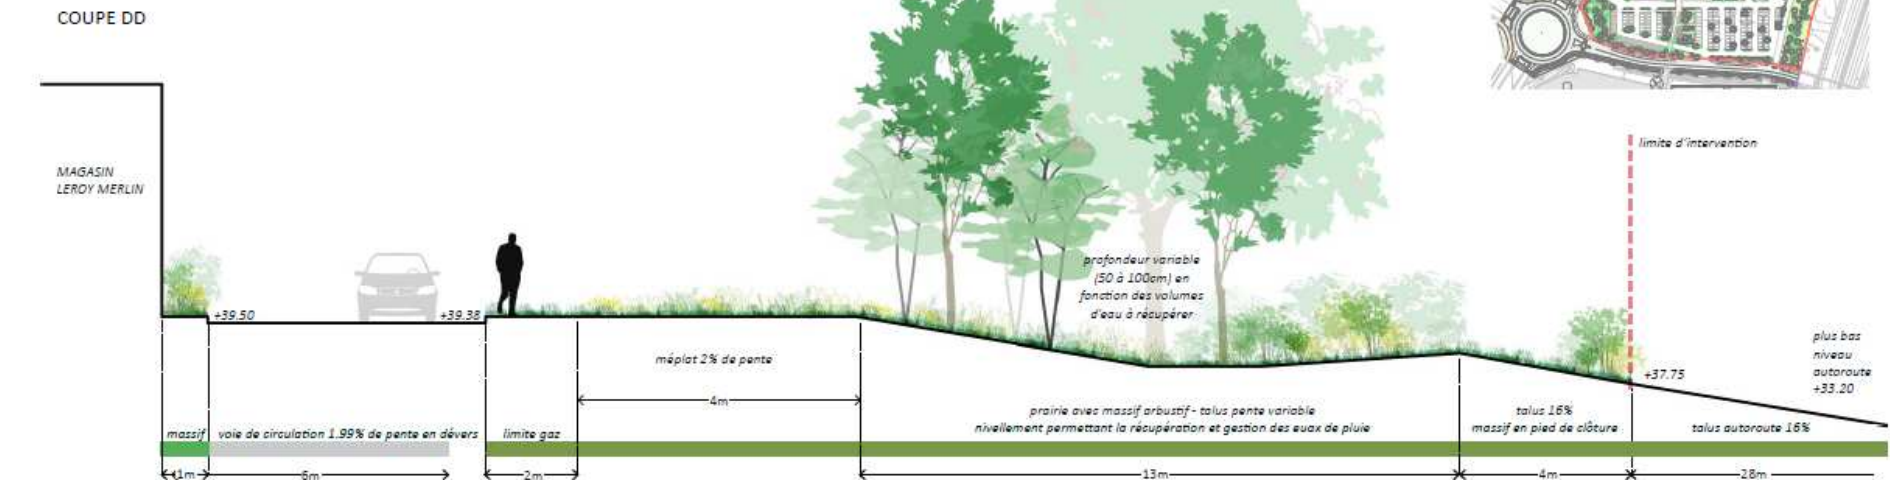 COUPE DD
limite d'intervention
MAGASIN
LEROY MERLIN
profondeur variable
(50 à 100cm) en
fonction des volumes
d'eau à récupérer
+39.50
+39.38
plus bas
niveau
autoroute
+33.20
méplat 2% de pente
+37.75
4m
prairie avec massif arbustif - talus pente variable
nivellement permettant la récupération et gestion des euax de pluie
talus 16%
massif en pied de clôture
massif
voie de circulation 1.99% de pente en dévers
limite gaz
talus autoroute 16%
1m
6m
2m
13m
4m
28m